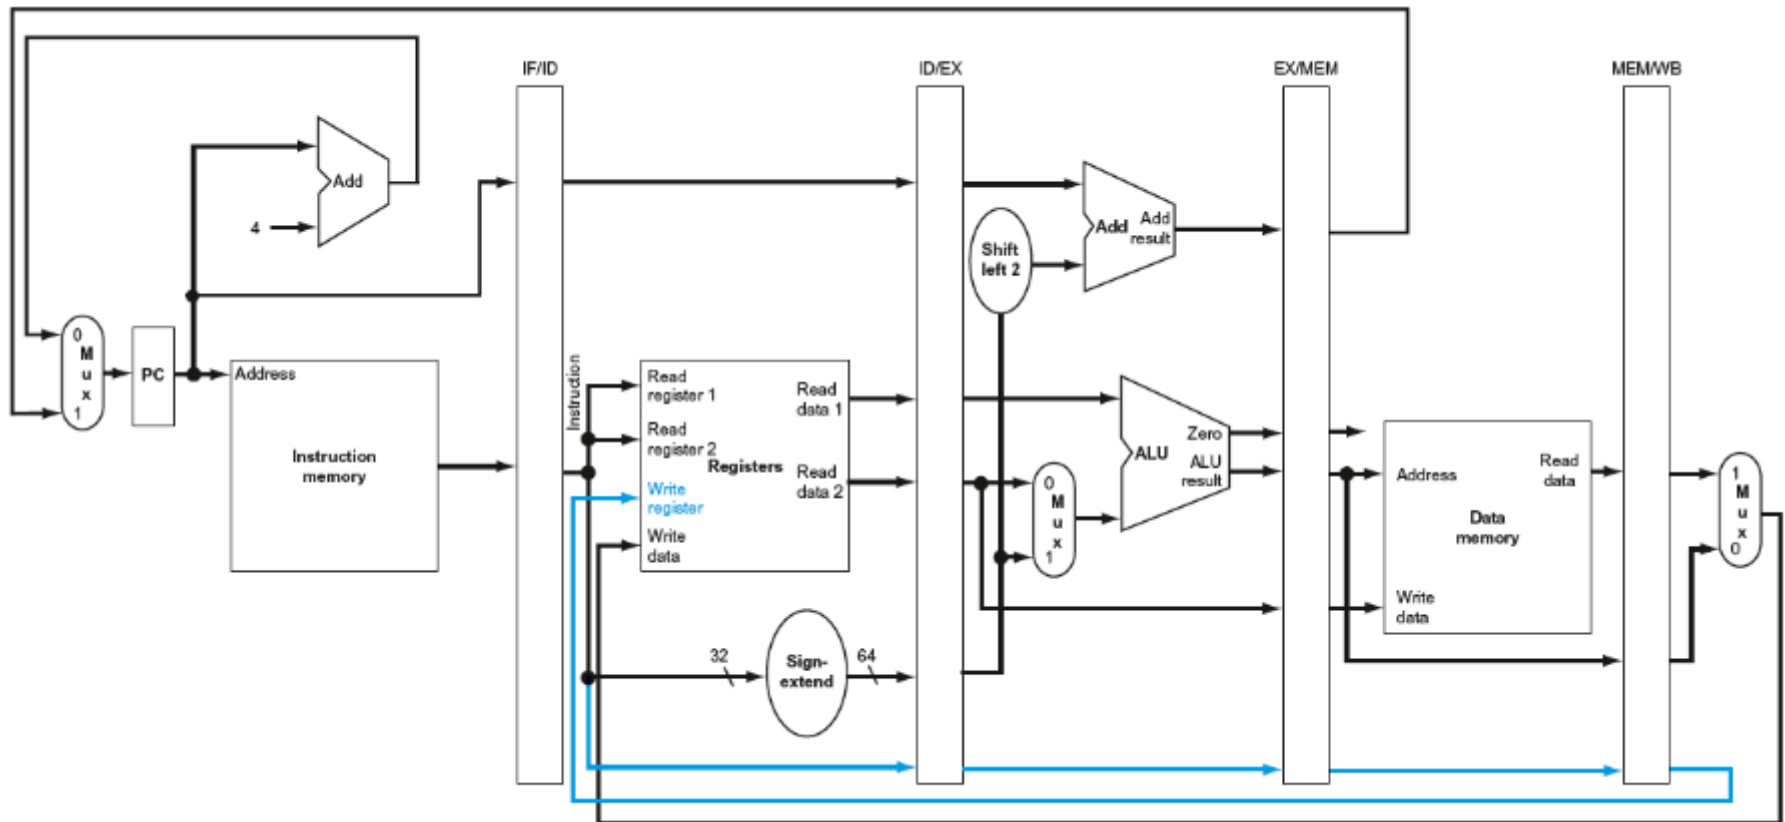 IF/ID
ID/EX
EX/MEM
MEM/WB
Add
4
Shift
left 2
Add
Add
result
0
M
u
x
1
PC
Address
Instruction
memory
Instruction
Read
register 1
Read
register 2
Write
register
Write
data
Registers
Read
data 1
Read
data 2
0
M
u
x
1
ALU
Zero
ALU
result
Address
Write
data
Data
memory
Read
data
1
M
u
x
0
32
Sign-
extend
64